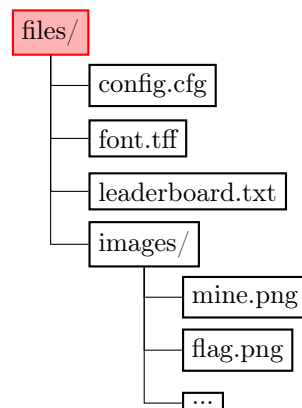 files/
config.cfg
font.tff
leaderboard.txt
images/
mine.png
flag.png
...